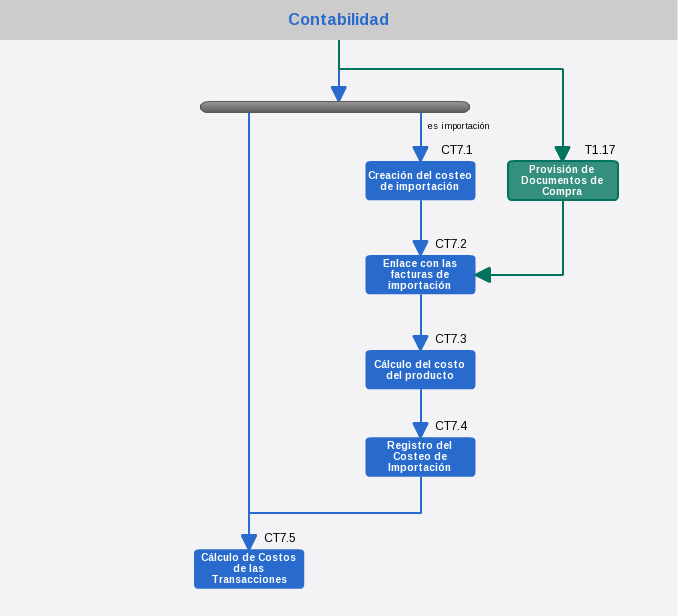 Contabilidad
es importación
CT7.1
T1.17
Creación del costeo
de importación
Provisión de
Documentos de
Compra
CT7.2
Enlace con las
facturas de
importación
CT7.3
Cálculo del costo
del producto
CT7.4
Registro del
Costeo de
Importación
CT7.5
Cálculo de Costos
de las
Transacciones